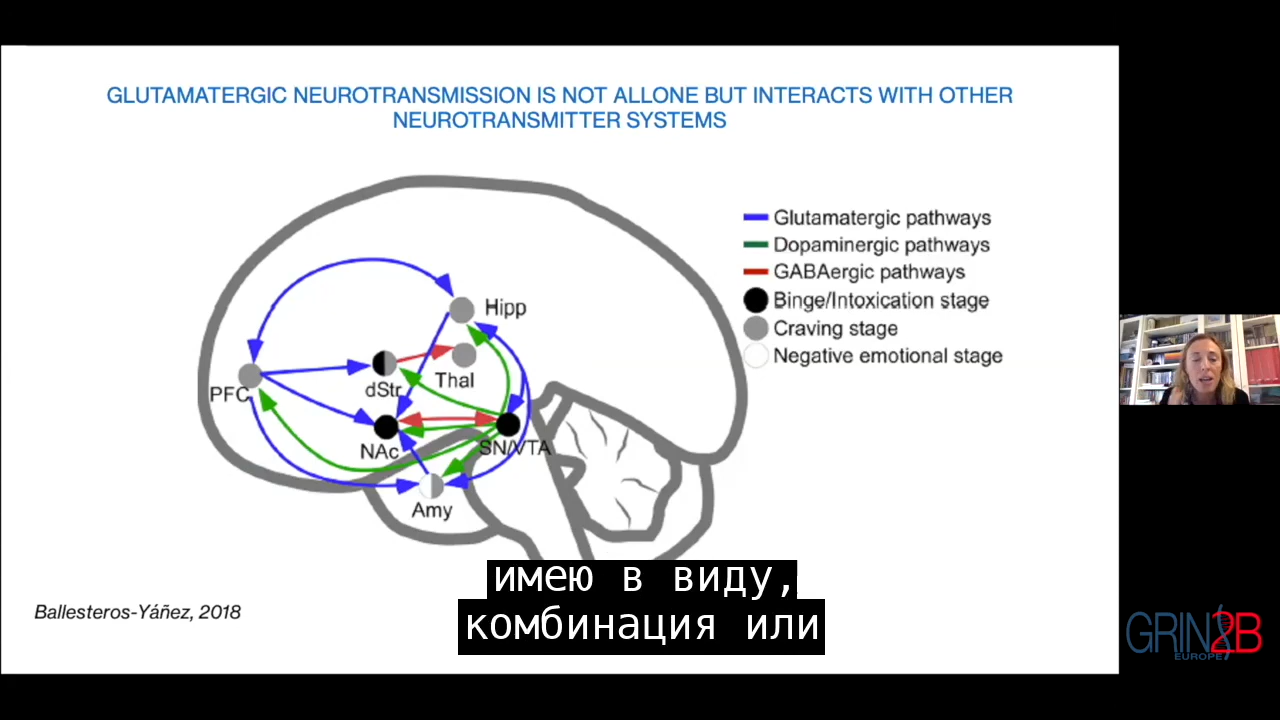 GLUTAMATERGIC NEUROTRANSMISSION IS NOT ALLONE BUT INTERACTS WITH OTHER
NEUROTRANSMITTER SYSTEMS
Glutamatergic pathways
Dopaminergic pathways
GABAergic pathways
Binge/Intoxication stage
Craving stage
Negative emotional stage
Hipp
Thal
PFC
dStr
NAc
SN/VTA
Amy
имею в виду,
комбинация или
Ballesteros-Yáñez, 2018
GRIN2B
EUROPE